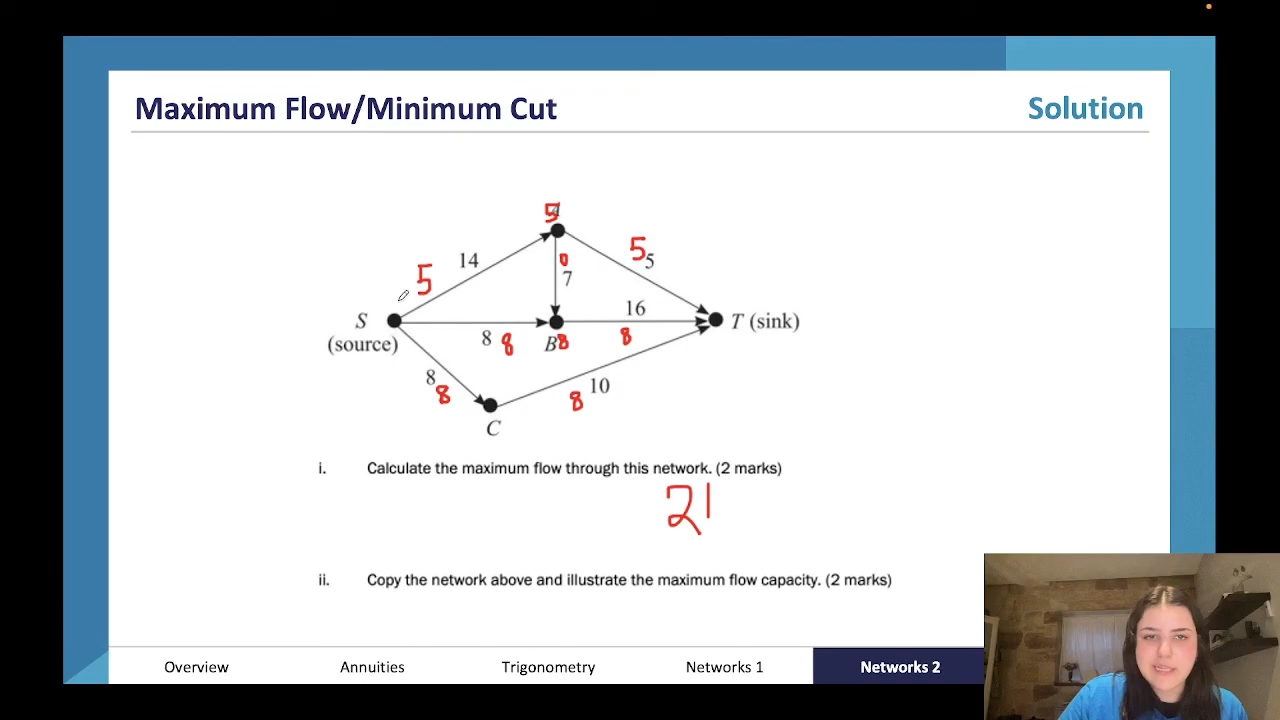 Maximum Flow/Minimum Cut
Solution
5
5 14 0 5 5
7
16
S T (sink)
(source) 8 8 B 8 8
8 8 8 10
C
i. Calculate the maximum flow through this network. (2 marks)
21
ii. Copy the network above and illustrate the maximum flow capacity. (2 marks)
Overview Annuities Trigonometry Networks 1 Networks 2